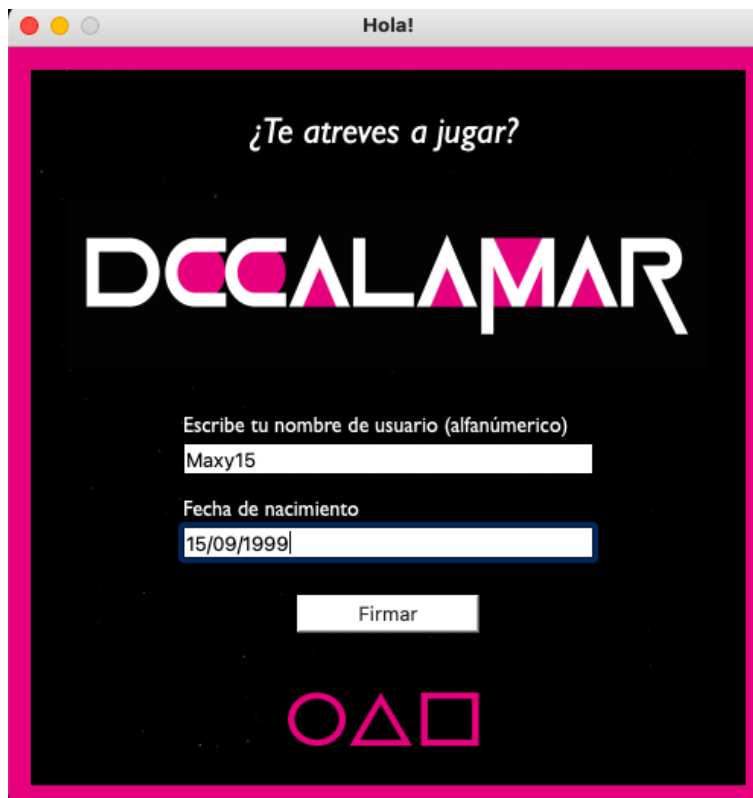 Hola!
¿Te atreves a jugar?
DCCALAMAR
Escribe tu nombre de usuario (alfanúmerico)
Maxy15
Fecha de nacimiento
15/09/1999
Firmar